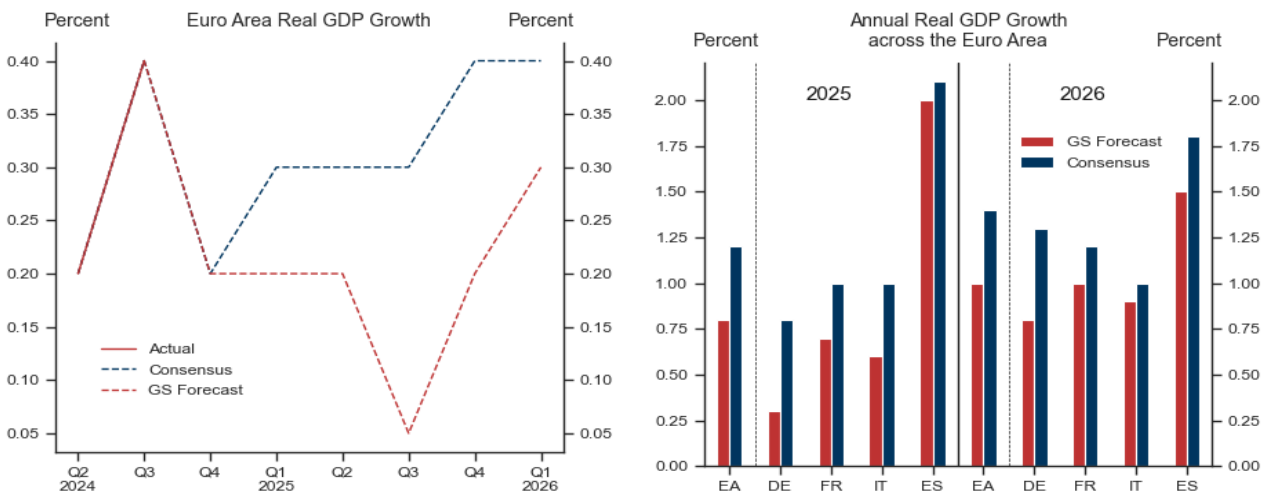 Percent Euro Area Real GDP Growth Percent
0.40 0.40
0.35 0.35
0.30 0.30
0.25 0.25
0.20 0.20
0.15 0.15
0.10 0.10
0.05 0.05
Actual
Consensus
GS Forecast
Q2 Q3 Q4 Q1 Q2 Q3 Q4 Q1
2024 2025 2026
Annual Real GDP Growth
across the Euro Area
Percent Percent
2025 2026
GS Forecast
Consensus
2.00 2.00
1.75 1.75
1.50 1.50
1.25 1.25
1.00 1.00
0.75 0.75
0.50 0.50
0.25 0.25
0.00 0.00
EA DE FR IT ES EA DE FR IT ES